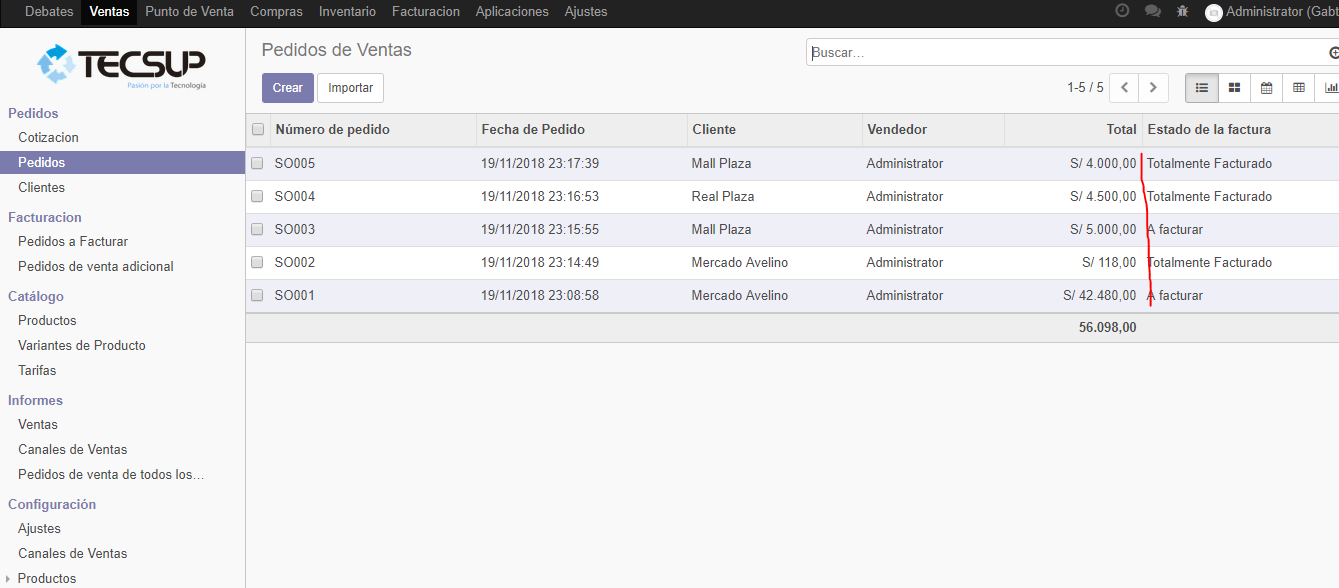 Debates Ventas Punto de Venta Compras Inventario Facturacion Aplicaciones Ajustes Administrator (Gabt
TECSUP
Pasión por la Tecnología
Pedidos
Cotizacion
Pedidos
Clientes
Facturacion
Pedidos a Facturar
Pedidos de venta adicional
Catálogo
Productos
Variantes de Producto
Tarifas
Informes
Ventas
Canales de Ventas
Pedidos de venta de todos los…
Configuración
Ajustes
Canales de Ventas
Productos
Pedidos de Ventas
Buscar...
Crear Importar 1-5 / 5
Número de pedido Fecha de Pedido Cliente Vendedor Total Estado de la factura
SO005 19/11/2018 23:17:39 Mall Plaza Administrator S/ 4.000,00 Totalmente Facturado
SO004 19/11/2018 23:16:53 Real Plaza Administrator S/ 4.500,00 Totalmente Facturado
SO003 19/11/2018 23:15:55 Mall Plaza Administrator S/ 5.000,00 A facturar
SO002 19/11/2018 23:14:49 Mercado Avelino Administrator S/ 118,00 Totalmente Facturado
SO001 19/11/2018 23:08:58 Mercado Avelino Administrator S/ 42.480,00 A facturar
56.098,00